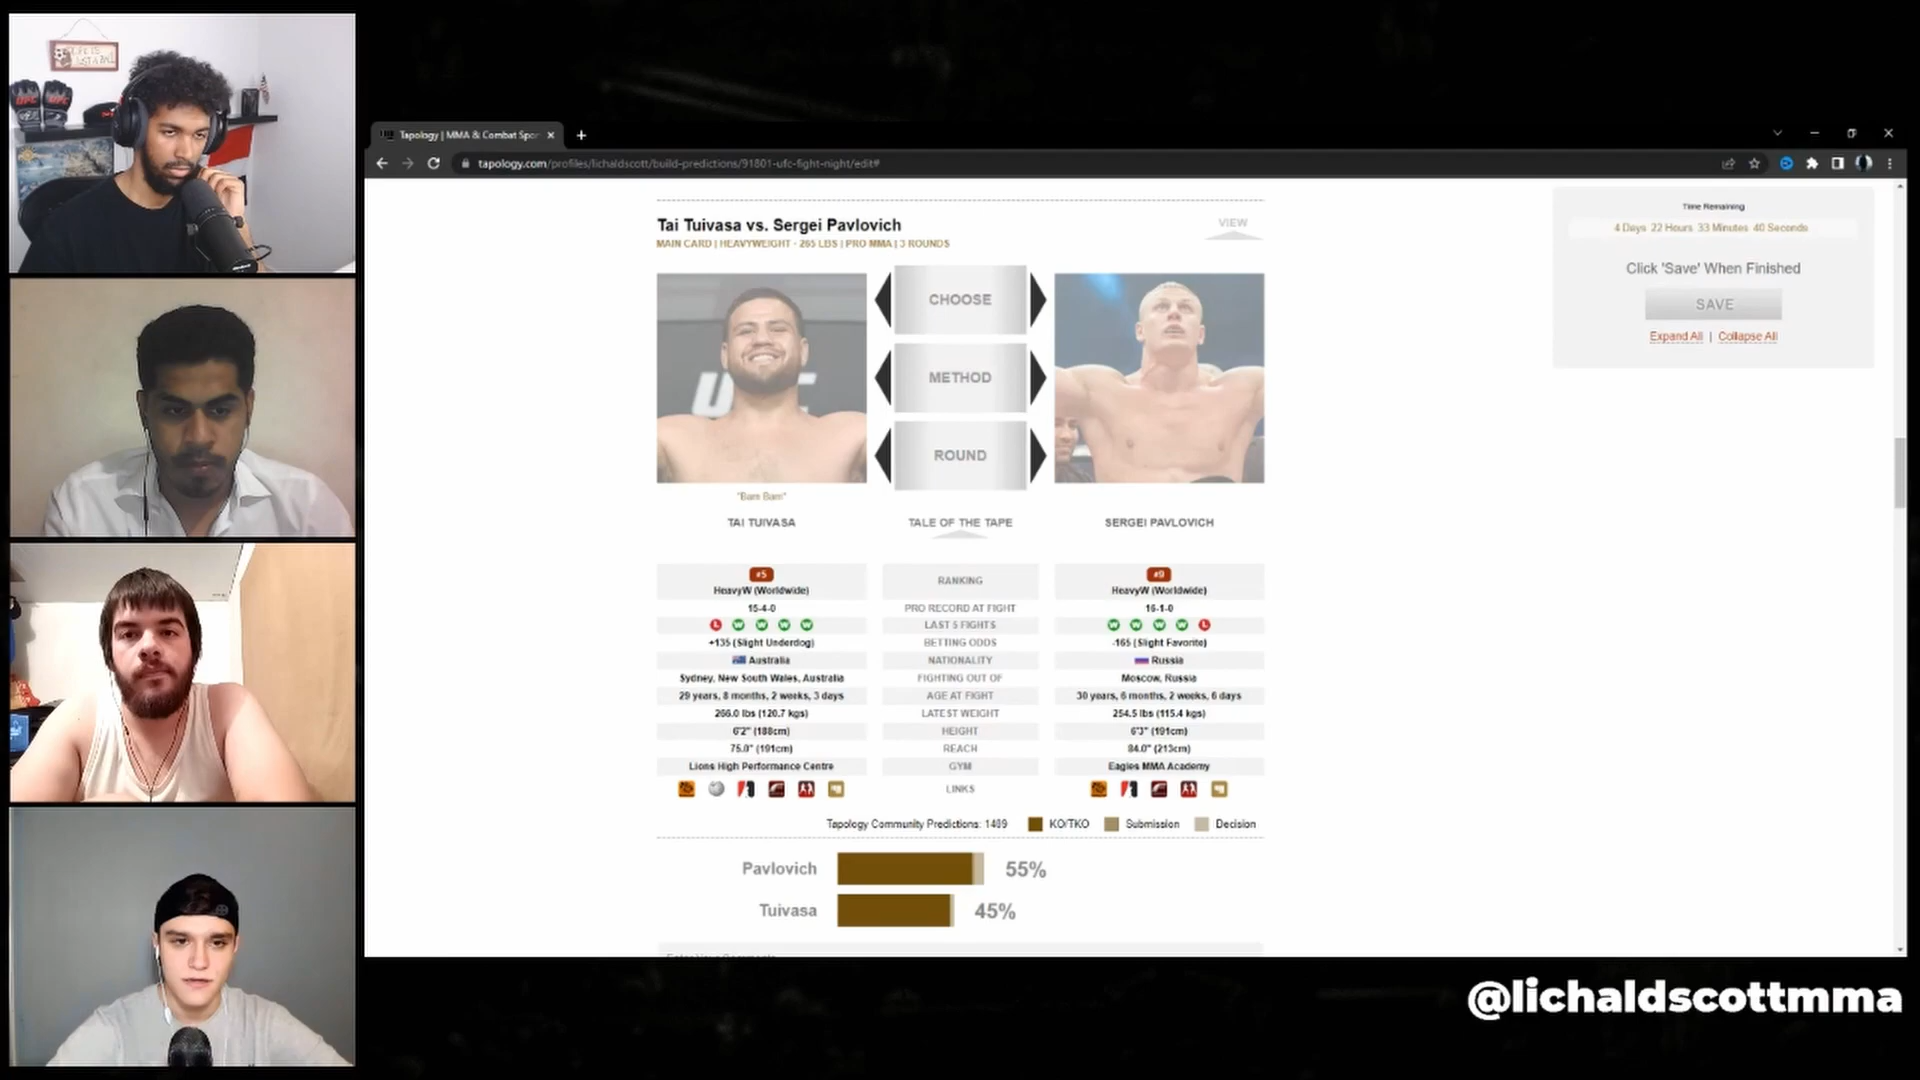 Tapology | MMA & Combat Spor
tapology.com/profiles/lichaldscott/build-predictions/91801-ufc-fight-night/edit#
UFC UFC
Tai Tuivasa vs. Sergei Pavlovich
VIEW
MAIN CARD | HEAVYWEIGHT · 265 LBS | PRO MMA | 3 ROUNDS
Time Remaining
4 Days 22 Hours 33 Minutes 40 Seconds
Click 'Save' When Finished
SAVE
Expand All | Collapse All
CHOOSE
METHOD
ROUND
"Bam Bam"
TAI TUIVASA
TALE OF THE TAPE
SERGEI PAVLOVICH
#5
RANKING
#9
HeavyW (Worldwide)
HeavyW (Worldwide)
15-4-0
PRO RECORD AT FIGHT
16-1-0
L W W W W
LAST 5 FIGHTS
W W W W L
+135 (Slight Underdog)
BETTING ODDS
-165 (Slight Favorite)
Australia
NATIONALITY
Russia
Sydney, New South Wales, Australia
FIGHTING OUT OF
Moscow, Russia
29 years, 8 months, 2 weeks, 3 days
AGE AT FIGHT
30 years, 6 months, 2 weeks, 6 days
266.0 lbs (120.7 kgs)
LATEST WEIGHT
254.5 lbs (115.4 kgs)
6'2" (188cm)
HEIGHT
6'3" (191cm)
75.0" (191cm)
REACH
84.0" (213cm)
Lions High Performance Centre
GYM
Eagles MMA Academy
LINKS
Tapology Community Predictions: 1489
KO/TKO
Submission
Decision
Pavlovich
55%
Tuivasa
45%
@lichaldscottmma